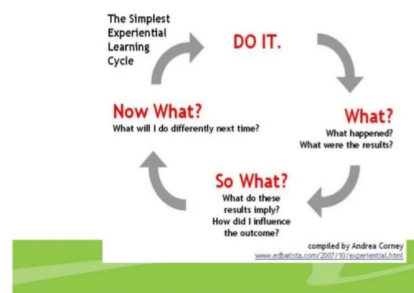 The Simplest
Experiential
Learning
Cycle
DO IT.
What?
What happened?
What were the results?
So What?
What do these
results imply?
How did I influence
the outcome?
Now What?
What will I do differently next time?
compiled by Andrea Corney
www.edbatista.com/2007/10/experiential.html